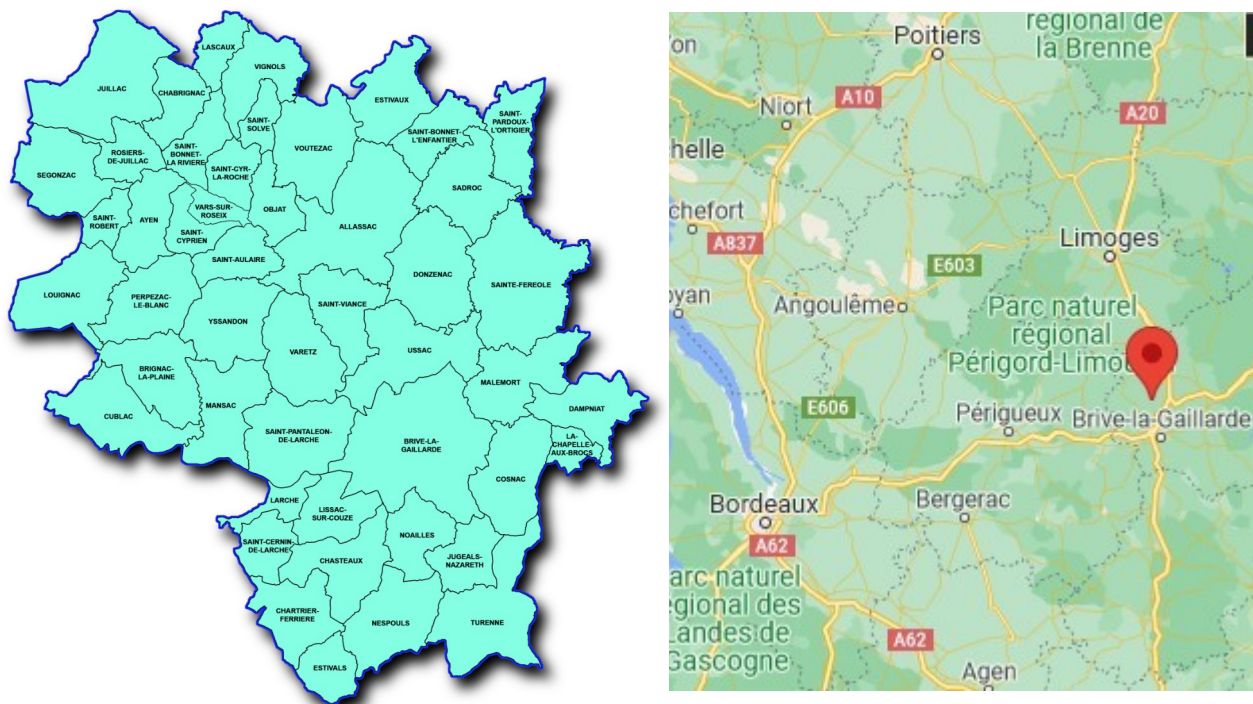 LASCAUX
VIGNOLS
JUILLAC
CHABRIGNAC
ESTIVAUX
SAINT-
PARDOUX-
L'ORTIGIER
SAINT-
SOLVE
SAINT-BONNET-
L'ENFANTIER
VOUTEZAC
ROSIERS-
DE-JUILLAC
SAINT-
BONNET-
LA RIVIERE
SEGONZAC
SAINT-CYR-
LA-ROCHE
SADROC
SAINT-
ROBERT
AYEN
VARS-SUR-
ROSEIX
OBJAT
ALLASSAC
SAINT-
CYPRIEN
SAINT-AULAIRE
DONZENAC
SAINTE-FEREOLE
LOUIGNAC
PERPEZAC-
LE-BLANC
SAINT-VIANCE
YSSANDON
VARETZ
USSAC
BRIGNAC-
LA-PLAINE
MALEMORT
CUBLAC
MANSAC
DAMPNIAT
SAINT-PANTALEON-
DE-LARCHE
BRIVE-LA-
GAILLARDE
LA-
CHAPELLE-
AUX-BROCS
COSNAC
LARCHE
LISSAC-
SUR-COUZE
SAINT-CERNIN-
DE-LARCHE
NOAILLES
CHASTEAUX
JUGEALS-
NAZARETH
CHARTRIER-
FERRIERE
NESPOULS
TURENNE
ESTIVALS
régional de
la Brenne
Poitiers
on
A10
Niort
A20
helle
chefort
A837
Limoges
E603
oyan
Angoulême
Parc naturel
régional
Périgord-Limo
E606
Périgueux
Brive-la-Gaillarde
Bordeaux
Bergerac
A62
arc naturel
égional des
Landes de
Gascogne
A62
Agen